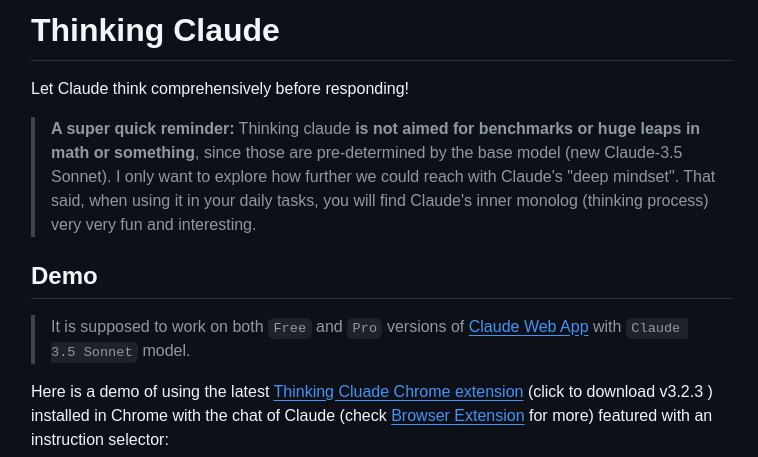 Thinking Claude
Let Claude think comprehensively before responding!
A super quick reminder: Thinking claude is not aimed for benchmarks or huge leaps in
math or something, since those are pre-determined by the base model (new Claude-3.5
Sonnet). I only want to explore how further we could reach with Claude's "deep mindset". That
said, when using it in your daily tasks, you will find Claude's inner monolog (thinking process)
very very fun and interesting.
Demo
It is supposed to work on both Free and Pro versions of Claude Web App with Claude
3.5 Sonnet model.
Here is a demo of using the latest Thinking Cluade Chrome extension (click to download v3.2.3 )
installed in Chrome with the chat of Claude (check Browser Extension for more) featured with an
instruction selector: